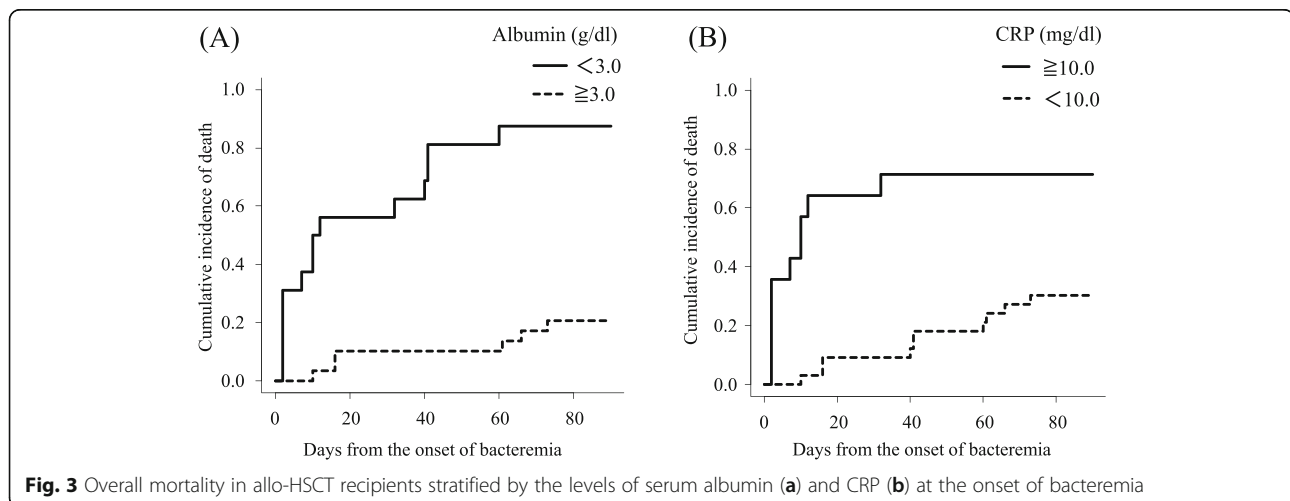 (A)
Albumin (g/dl)
<3.0
≧3.0
1.0
0.8
0.6
0.4
0.2
0.0
Cumulative incidence of death
0 20 40 60 80
Days from the onset of bacteremia
(B)
CRP (mg/dl)
≧10.0
<10.0
1.0
0.8
0.6
0.4
0.2
0.0
Cumulative incidence of death
0 20 40 60 80
Days from the onset of bacteremia
Fig. 3 Overall mortality in allo-HSCT recipients stratified by the levels of serum albumin (a) and CRP (b) at the onset of bacteremia